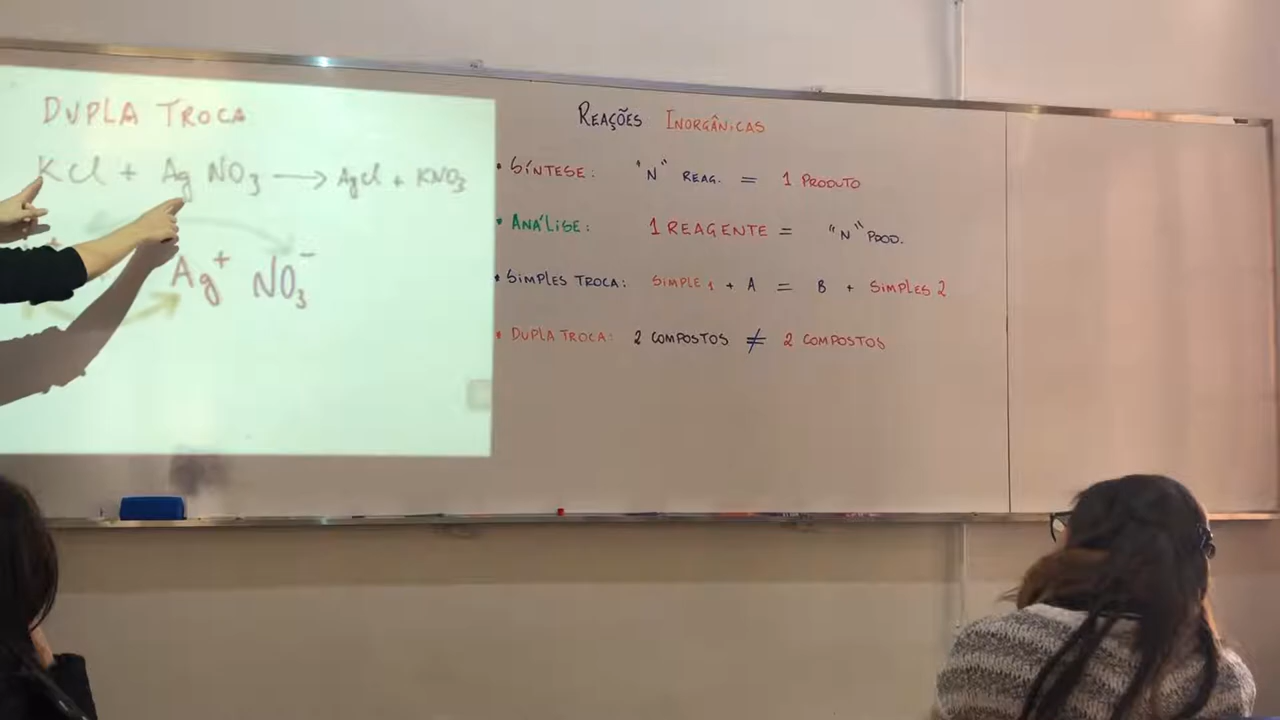 DUPLA TROCA
KCl + Ag NO₃ ⟶ AgCl + KNO₃
Ag⁺ NO₃⁻
REAÇÕES INORGÂNICAS
• SÍNTESE: "N" REAG. = 1 PRODUTO
• ANÁLISE: 1 REAGENTE = "N" PROD.
• SIMPLES TROCA: SIMPLE 1 + A = B + SIMPLES 2
• DUPLA TROCA: 2 COMPOSTOS ≠ 2 COMPOSTOS